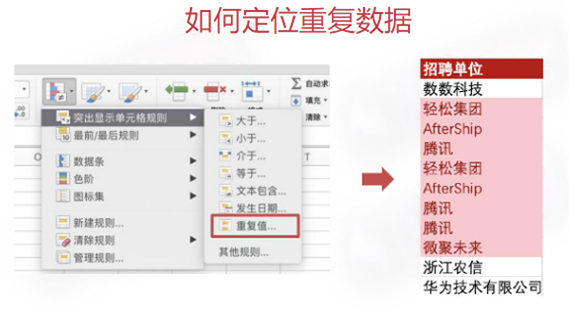 如何定位重复数据
自动求
填充
清除
.00
突出显示单元格规则
最前/最后规则
数据条
色阶
图标集
新建规则...
清除规则
管理规则...
大于...
小于...
介于...
等于...
文本包含...
发生日期...
重复值...
其他规则...
O
T
招聘单位
数数科技
轻松集团
AfterShip
腾讯
轻松集团
AfterShip
腾讯
腾讯
微聚未来
浙江农信
华为技术有限公司